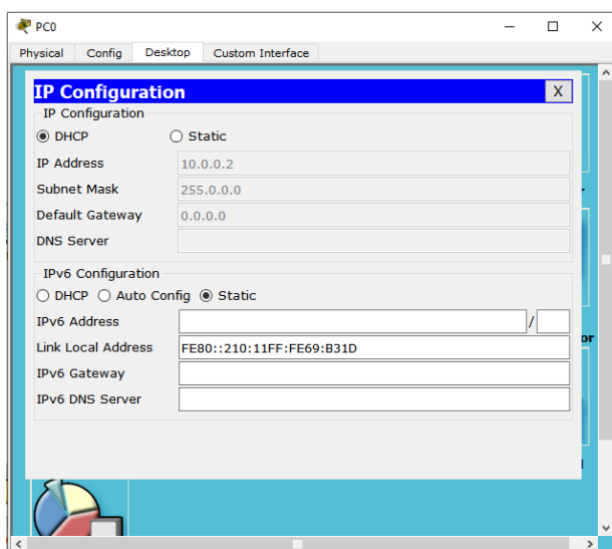 PC0
Physical Config Desktop Custom Interface
IP Configuration X
IP Configuration
DHCP Static
IP Address 10.0.0.2
Subnet Mask 255.0.0.0
Default Gateway 0.0.0.0
DNS Server
IPv6 Configuration
DHCP Auto Config Static
IPv6 Address /
Link Local Address FE80::210:11FF:FE69:B31D
IPv6 Gateway
or
IPv6 DNS Server